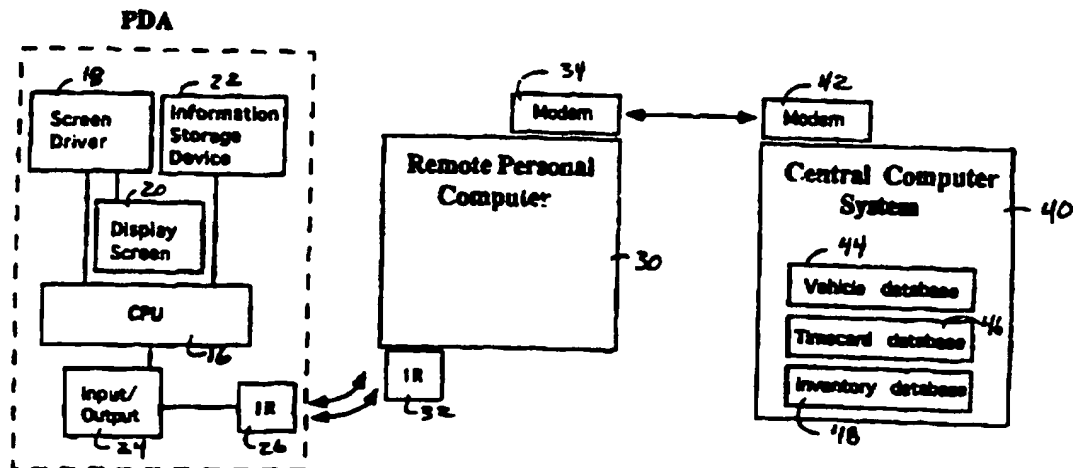 PDA
18
22
34
42
Screen
Driver
Information
Storage
Device
Modem
Modem
Remote Personal
Computer
Central Computer
System
40
20
Display
Screen
30
44
Vehicle database
CPU
16
46
Timecard database
Input/
Output
IR
IR
Inventory database
24
26
32
48